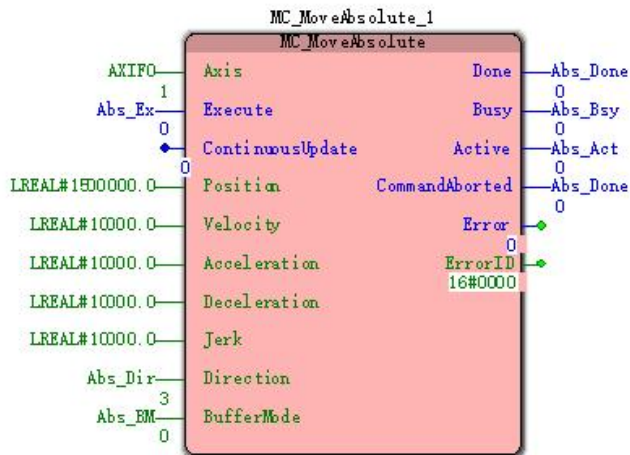 MC_MoveAbsolute_1
MC_MoveAbsolute
AXIFO Axis Done Abs_Done
1 0
Abs_Ex Execute Busy Abs_Bsy
0 0
ContinuousUpdate Active Abs_Act
0 0
LREAL#1500000.0 Position CommandAborted Abs_Done
0
LREAL#10000.0 Velocity Error
0
LREAL#10000.0 Acceleration ErrorID
16#0000
LREAL#10000.0 Deceleration
LREAL#10000.0 Jerk
Abs_Dir Direction
3
Abs_BM BufferMode
0